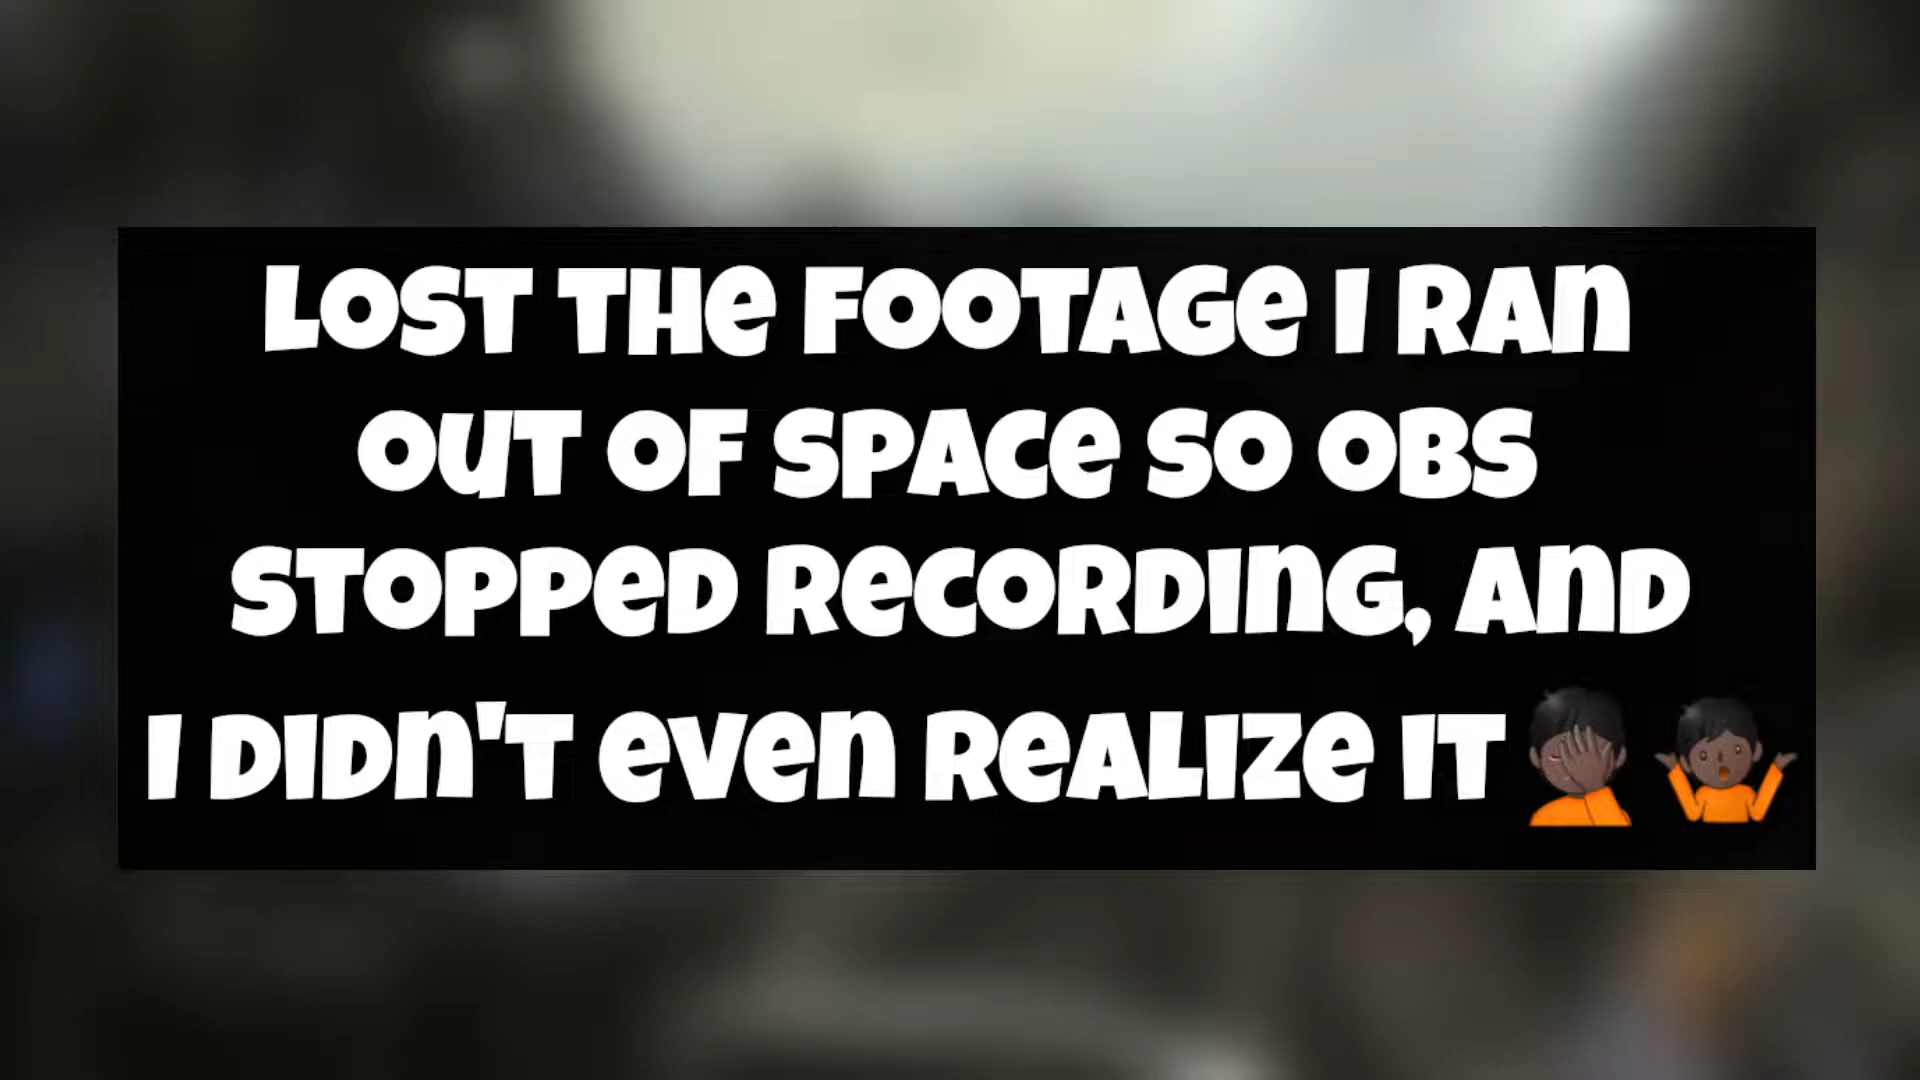 LOST THE FOOTAGE I RAN
OUT OF SPACE SO OBS
STOPPED RECORDING, AND
I DIDN'T EVEN REALIZE IT 🤦🏿 🤷🏿